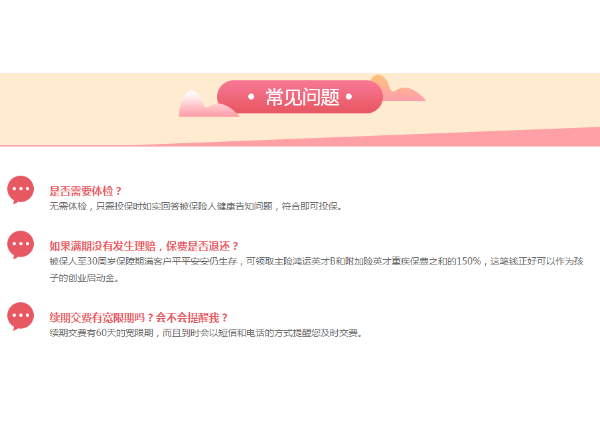 常见问题
是否需要体检？
无需体检，只需投保时如实回答被保险人健康告知问题，符合即可投保。
如果满期没有发生理赔，保费是否退还？
被保人至30周岁保障期满客户平平安安仍生存，可领取主险鸿运英才B和附加险英才重疾保费之和的150%，这笔钱正好可以作为孩
子的创业启动金。
续期交费有宽限期吗？会不会提醒我？
续期交费有60天的宽限期，而且到时会以短信和电话的方式提醒您及时交费。